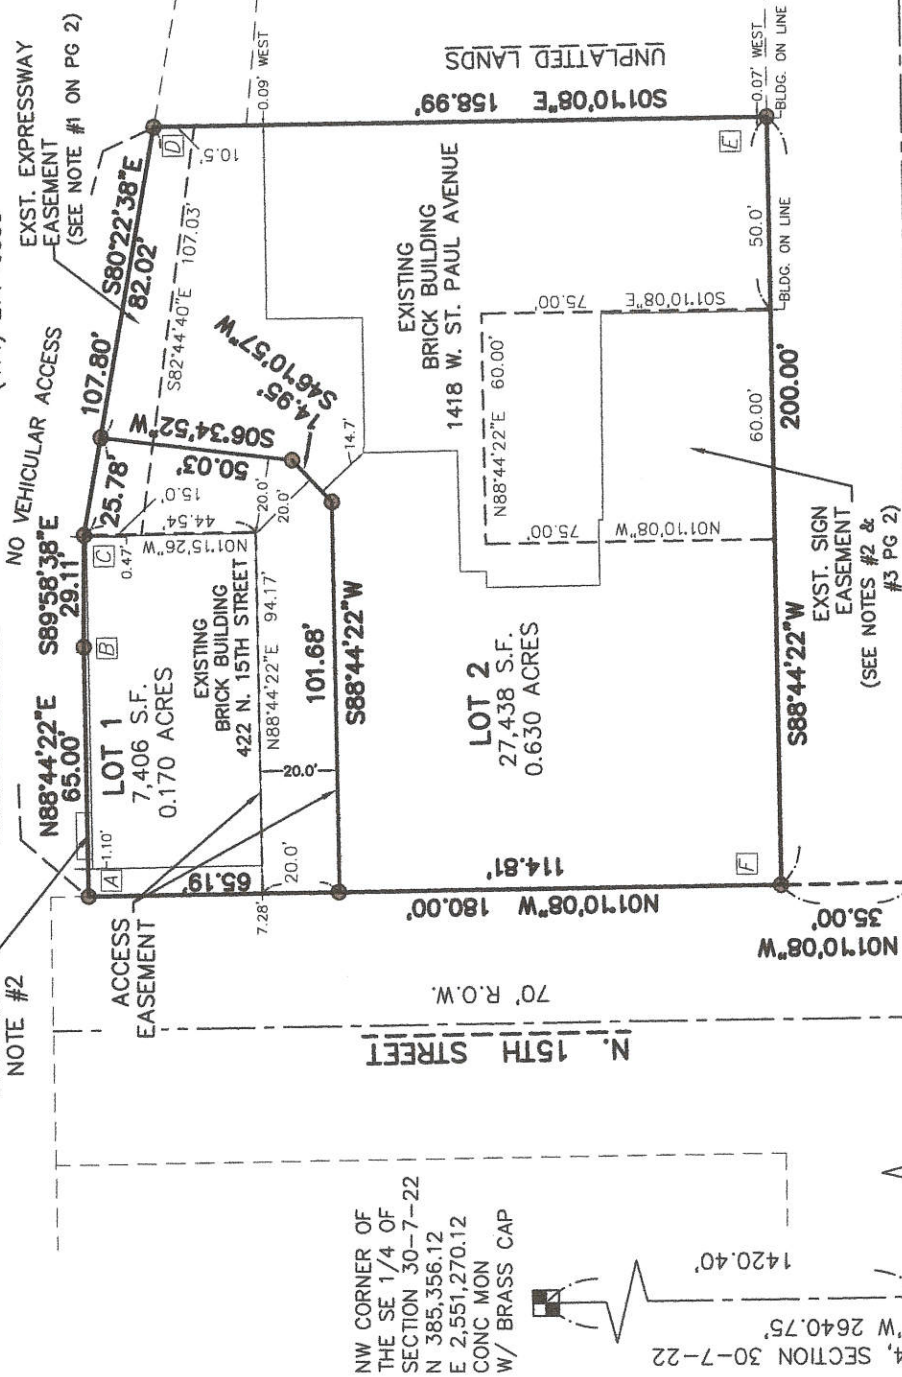 NOTE #2
NO VEHICULAR ACCESS
EXST. EXPRESSWAY
EASEMENT
(SEE NOTE #1 ON PG 2)
N88°44'22"E
65.00'
S89°58'38"E
29.11'
107.80'
25.78'
S80°22'38"E
82.02'
A
B
C
D
1.10'
0.47'
10.5'
0.09' WEST
LOT 1
7,406 S.F.
0.170 ACRES
EXISTING
BRICK BUILDING
422 N. 15TH STREET
N88°44'22"E 94.17'
N01°15'26"W
44.54'
15.0'
S82°44'40"E 107.03'
S06°34'52"W
50.03'
14.95'
S46°10'57"W
20.0'
20.0'
14.7'
ACCESS
EASEMENT
65.19'
7.28'
20.0'
20.0'
101.68'
S88°44'22"W
UNPLATTED LANDS
S01°10'08"E 158.99'
EXISTING
BRICK BUILDING
1418 W. ST. PAUL AVENUE
N88°44'22"E 60.00'
75.00'
75.00'
N01°10'08"W
S01°10'08"E
LOT 2
27,438 S.F.
0.630 ACRES
114.81'
N01°10'08"W 180.00'
E
F
0.07' WEST
BLDG. ON LINE
50.0'
BLDG. ON LINE
60.00'
200.00'
S88°44'22"W
EXST. SIGN
EASEMENT
(SEE NOTES #2 &
#3 PG 2)
70' R.O.W.
N. 15TH STREET
N01°10'08"W
35.00'
NW CORNER OF
THE SE 1/4 OF
SECTION 30-7-22
N 385,356.12
E 2,551,270.12
CONC MON
W/ BRASS CAP
1420.40'
"W 2640.75'
4, SECTION 30-7-22